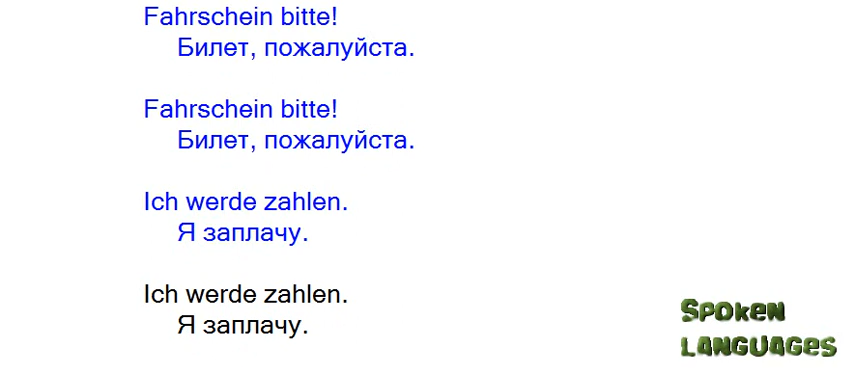 Fahrschein bitte!
Билет, пожалуйста.
Fahrschein bitte!
Билет, пожалуйста.
Ich werde zahlen.
Я заплачу.
Ich werde zahlen.
Я заплачу.
Spoken
Languages